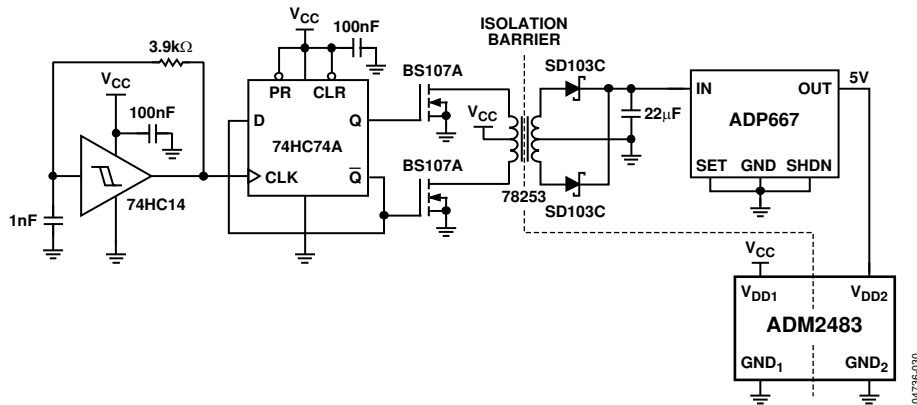 ISOLATION
BARRIER
3.9kΩ
VCC
100nF
VCC
100nF
74HC14
1nF
PR CLR
D Q
74HC74A
CLK Q̅
BS107A
VCC
BS107A
78253
SD103C
SD103C
22μF
IN OUT
ADP667
SET GND SHDN
5V
VCC
VDD1 VDD2
ADM2483
GND1 GND2
04736-030